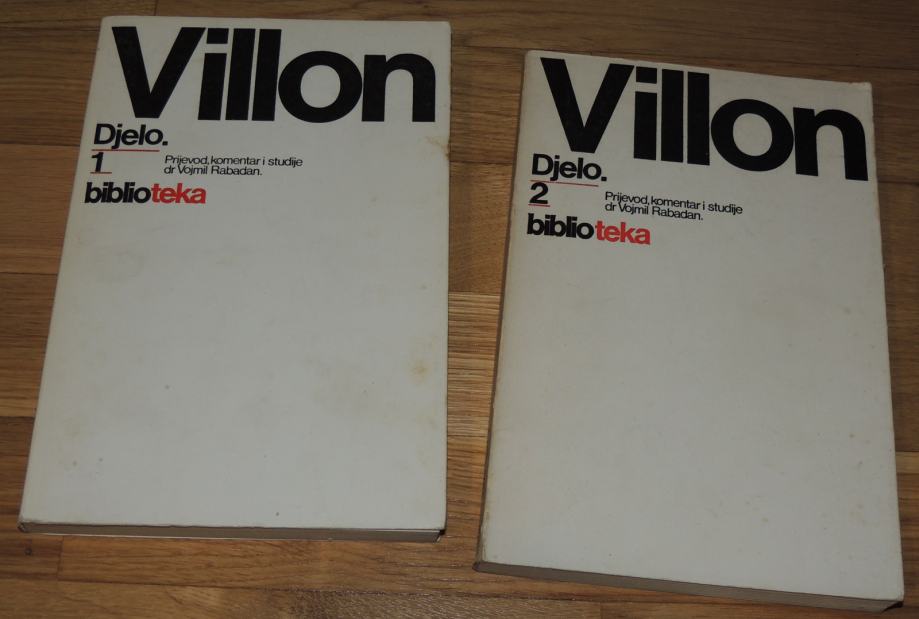 Villon
Djelo.
1
Prijevod, komentar i studije
dr Vojmil Rabadan.
biblioteka
Villon
Djelo.
2
Prijevod, komentar i studije
dr Vojmil Rabadan.
biblioteka